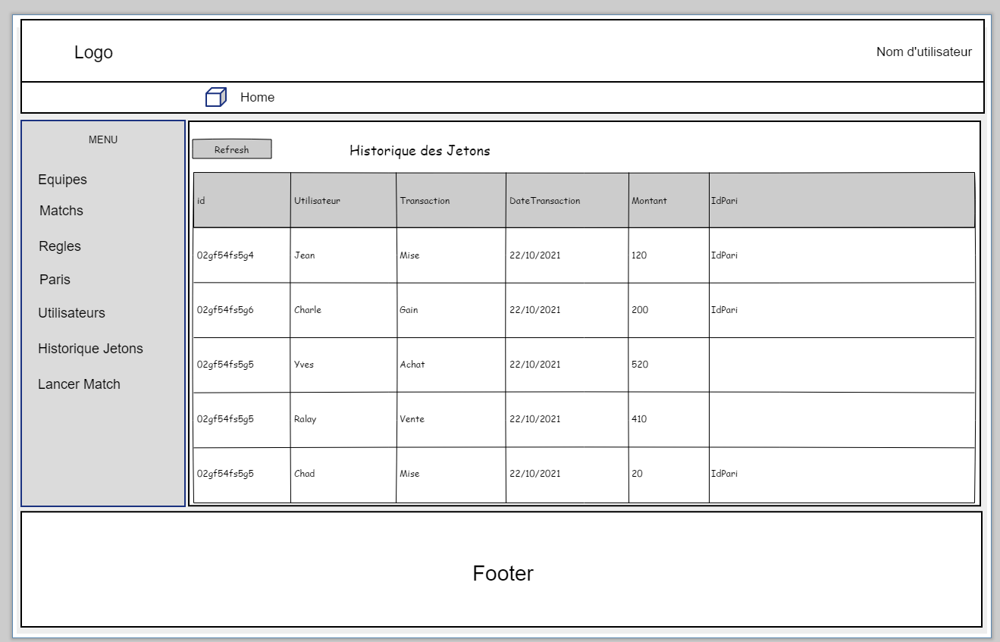 Logo
Nom d'utilisateur
Home
MENU
Equipes
Matchs
Regles
Paris
Utilisateurs
Historique Jetons
Lancer Match
Refresh
Historique des Jetons
id Utilisateur Transaction DateTransaction Montant IdPari
02gf54fs5g4 Jean Mise 22/10/2021 120 IdPari
02gf54fs5g6 Charle Gain 22/10/2021 200 IdPari
02gf54fs5g5 Yves Achat 22/10/2021 520
02gf54fs5g5 Ralay Vente 22/10/2021 410
02gf54fs5g5 Chad Mise 22/10/2021 20 IdPari
Footer